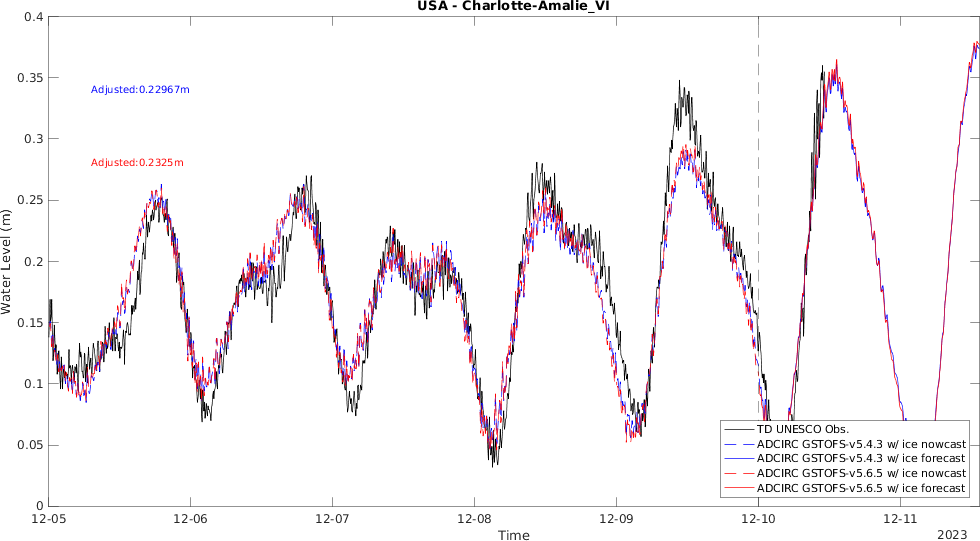 USA - Charlotte-Amalie_VI
0.4
0.35
0.3
0.25
0.2
0.15
0.1
0.05
0
Water Level (m)
Adjusted:0.22967m
Adjusted:0.2325m
TD UNESCO Obs.
ADCIRC GSTOFS-v5.4.3 w/ ice nowcast
ADCIRC GSTOFS-v5.4.3 w/ ice forecast
ADCIRC GSTOFS-v5.6.5 w/ ice nowcast
ADCIRC GSTOFS-v5.6.5 w/ ice forecast
12-05 12-06 12-07 12-08 12-09 12-10 12-11
Time
2023